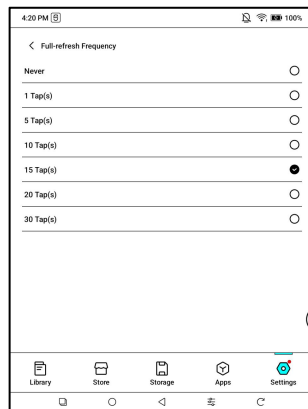 4:20 PM
100%
Full-refresh Frequency
Never
1 Tap(s)
5 Tap(s)
10 Tap(s)
15 Tap(s)
20 Tap(s)
30 Tap(s)
Library Store Storage Apps Settings